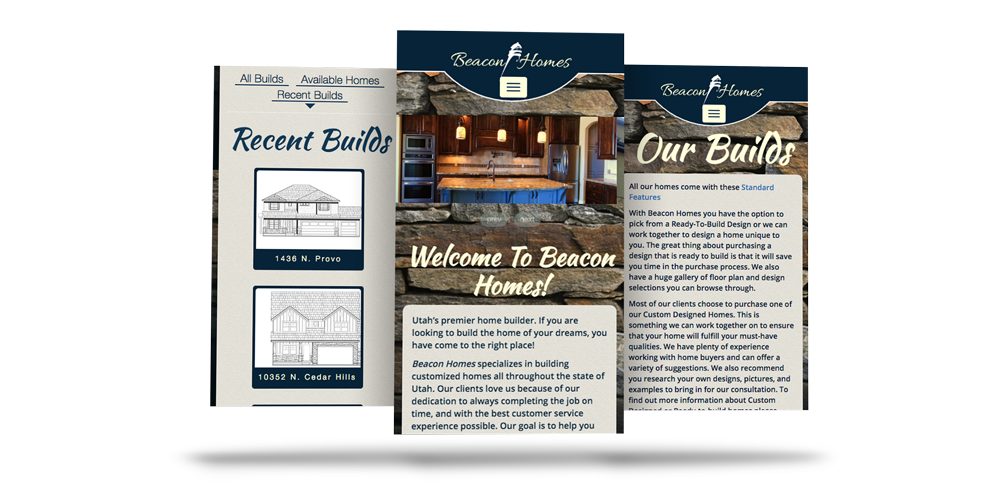 All Builds Available Homes
Recent Builds
Recent Builds
1436 N. Provo
10352 N. Cedar Hills
Beacon Homes
prev next
Welcome To Beacon
Homes!
Utah's premier home builder. If you are
looking to build the home of your dreams, you
have come to the right place!
Beacon Homes specializes in building
customized homes all throughout the state of
Utah. Our clients love us because of our
dedication to always completing the job on
time, and with the best customer service
experience possible. Our goal is to help you
Beacon Homes
Our Builds
All our homes come with these Standard
Features
With Beacon Homes you have the option to
pick from a Ready-To-Build Design or we can
work together to design a home unique to
you. The great thing about purchasing a
design that is ready to build is that it will save
you time in the purchase process. We also
have a huge gallery of floor plan and design
selections you can browse through.
Most of our clients choose to purchase one of
our Custom Designed Homes. This is
something we can work together on to ensure
that your home will fulfill your must-have
qualities. We have plenty of experience
working with home buyers and can offer a
variety of suggestions. We also recommend
you research your own designs, pictures, and
examples to bring in for our consultation. To
find out more information about Custom
Designed or Ready-to-build homes please